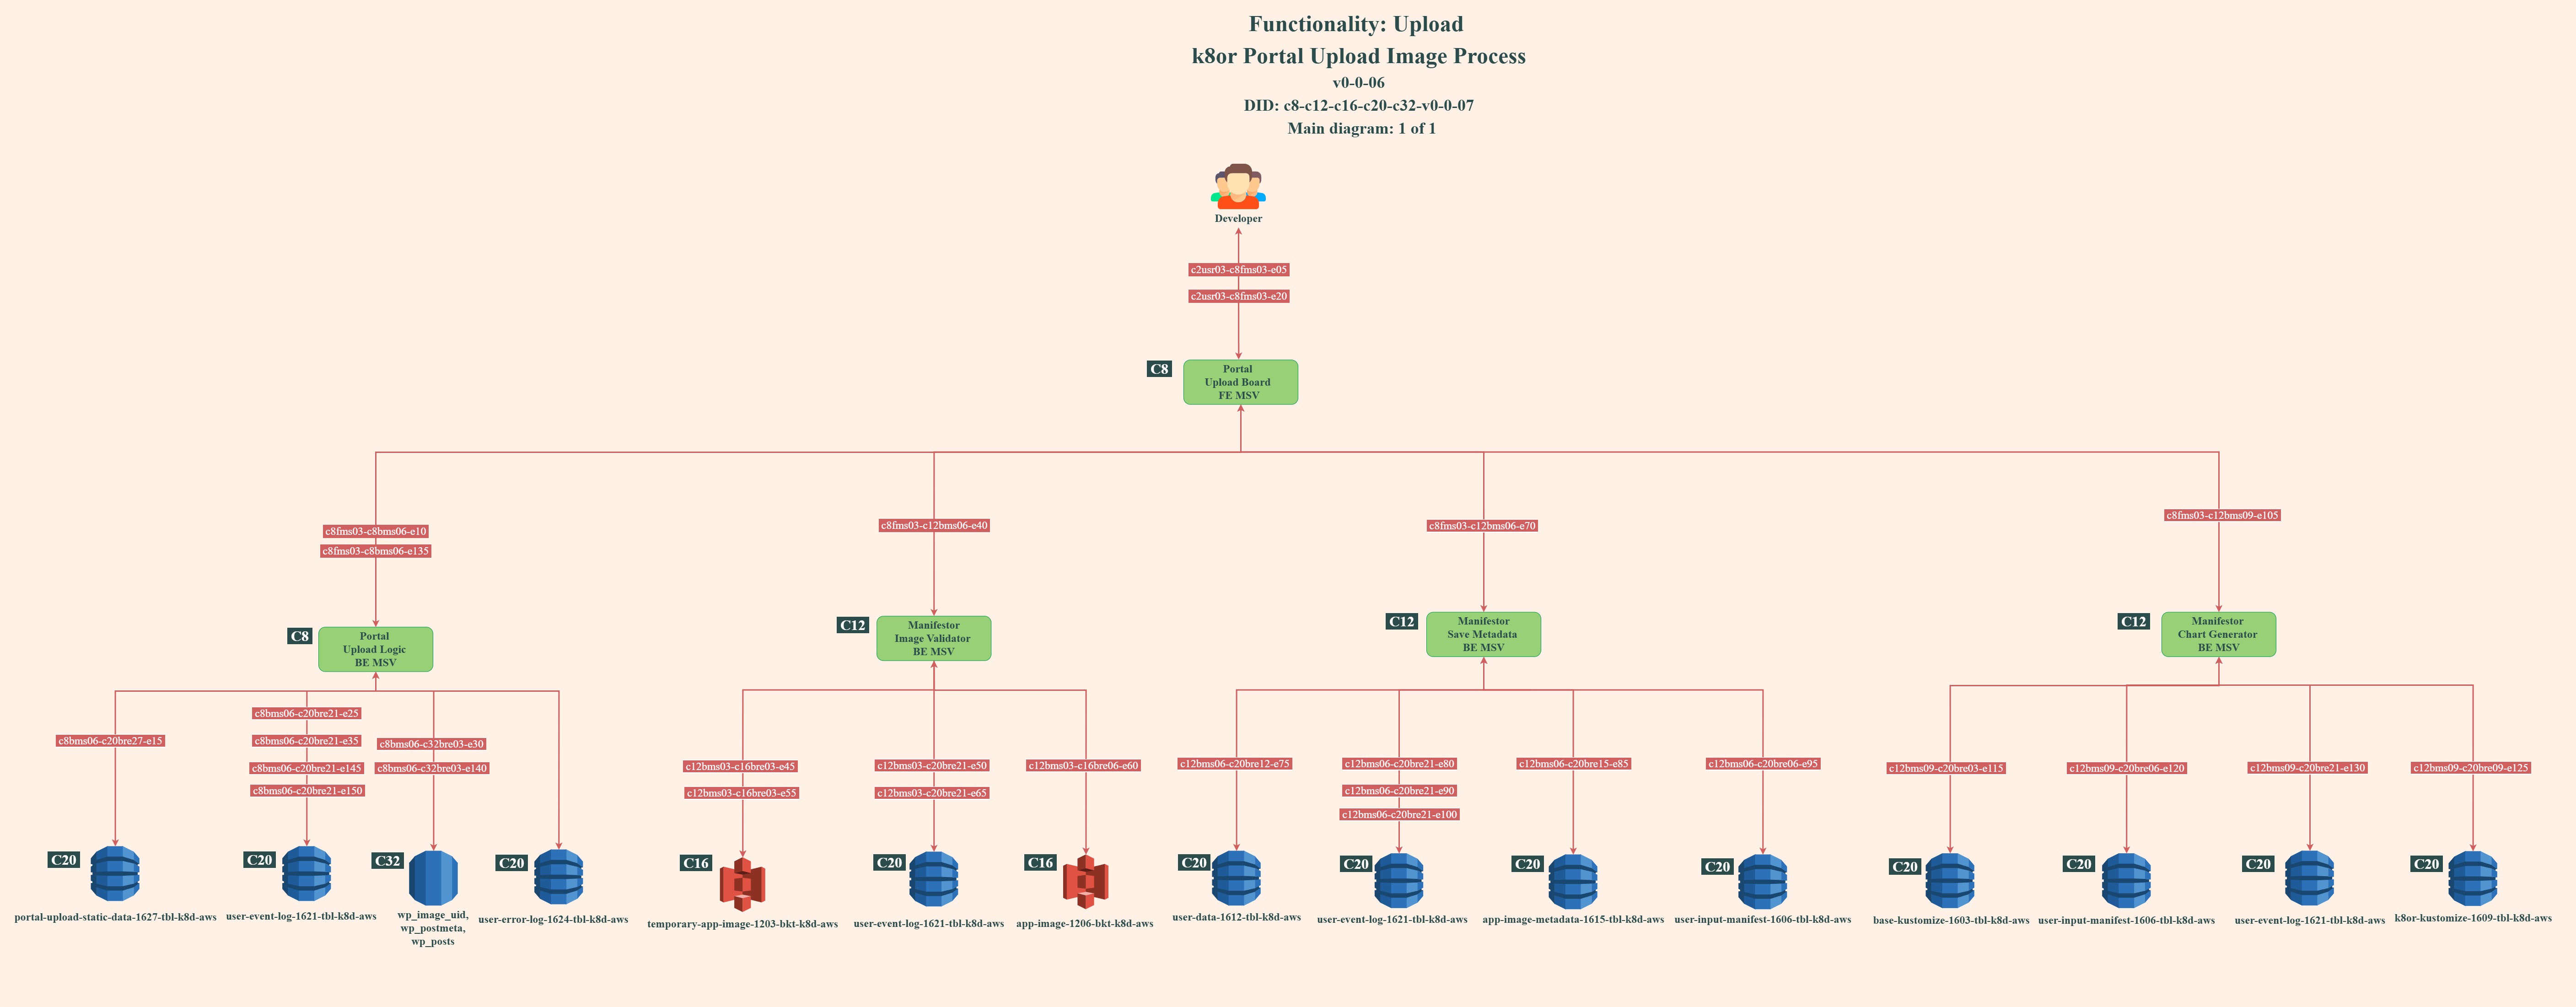 Functionality: Upload
k8or Portal Upload Image Process
v0-0-06
DID: c8-c12-c16-c20-c32-v0-0-07
Main diagram: 1 of 1
Developer
c2usr03-c8fms03-e05
c2usr03-c8fms03-e20
C8
Portal
Upload Board
FE MSV
c8fms03-c8bms06-e10
c8fms03-c8bms06-e135
c8fms03-c12bms06-e40
c8fms03-c12bms06-e70
c8fms03-c12bms09-e105
C8
Portal
Upload Logic
BE MSV
C12
Manifestor
Image Validator
BE MSV
C12
Manifestor
Save Metadata
BE MSV
C12
Manifestor
Chart Generator
BE MSV
c8bms06-c20bre27-e15
c8bms06-c20bre21-e25
c8bms06-c20bre21-e35
c8bms06-c20bre21-e145
c8bms06-c20bre21-e150
c8bms06-c32bre03-e30
c8bms06-c32bre03-e140
c12bms03-c16bre03-e45
c12bms03-c16bre03-e55
c12bms03-c20bre21-e50
c12bms03-c20bre21-e65
c12bms03-c16bre06-e60
c12bms06-c20bre12-e75
c12bms06-c20bre21-e80
c12bms06-c20bre21-e90
c12bms06-c20bre21-e100
c12bms06-c20bre15-e85
c12bms06-c20bre06-e95
c12bms09-c20bre03-e115
c12bms09-c20bre06-e120
c12bms09-c20bre21-e130
c12bms09-c20bre09-e125
C20
portal-upload-static-data-1627-tbl-k8d-aws
C20
user-event-log-1621-tbl-k8d-aws
C32
wp_image_uid,
wp_postmeta,
wp_posts
C20
user-error-log-1624-tbl-k8d-aws
C16
temporary-app-image-1203-bkt-k8d-aws
C20
user-event-log-1621-tbl-k8d-aws
C16
app-image-1206-bkt-k8d-aws
C20
user-data-1612-tbl-k8d-aws
C20
user-event-log-1621-tbl-k8d-aws
C20
app-image-metadata-1615-tbl-k8d-aws
C20
user-input-manifest-1606-tbl-k8d-aws
C20
base-kustomize-1603-tbl-k8d-aws
C20
user-input-manifest-1606-tbl-k8d-aws
C20
user-event-log-1621-tbl-k8d-aws
C20
k8or-kustomize-1609-tbl-k8d-aws